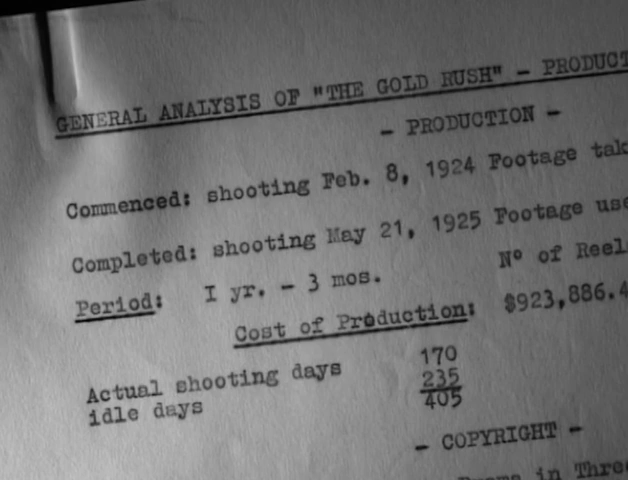 GENERAL ANALYSIS OF "THE GOLD RUSH" - PRODUCT
- PRODUCTION -
Commenced: shooting Feb. 8, 1924 Footage tak
Completed: shooting May 21, 1925 Footage use
Period: I yr. - 3 mos. Nº of Reel
Cost of Production: $923,886.4
Actual shooting days 170
idle days 235
405
- COPYRIGHT -
in Three